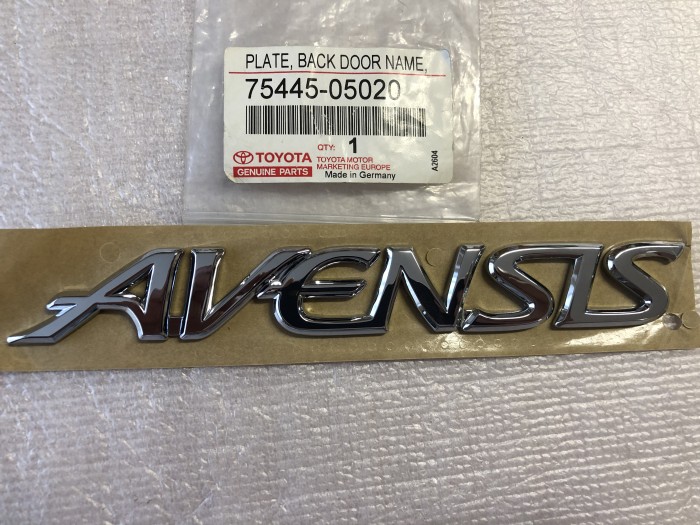 PLATE, BACK DOOR NAME,
75445-05020
QTY: 1
TOYOTA
GENUINE PARTS
TOYOTA MOTOR
MARKETING EUROPE
Made in Germany
A2604
AVENSIS